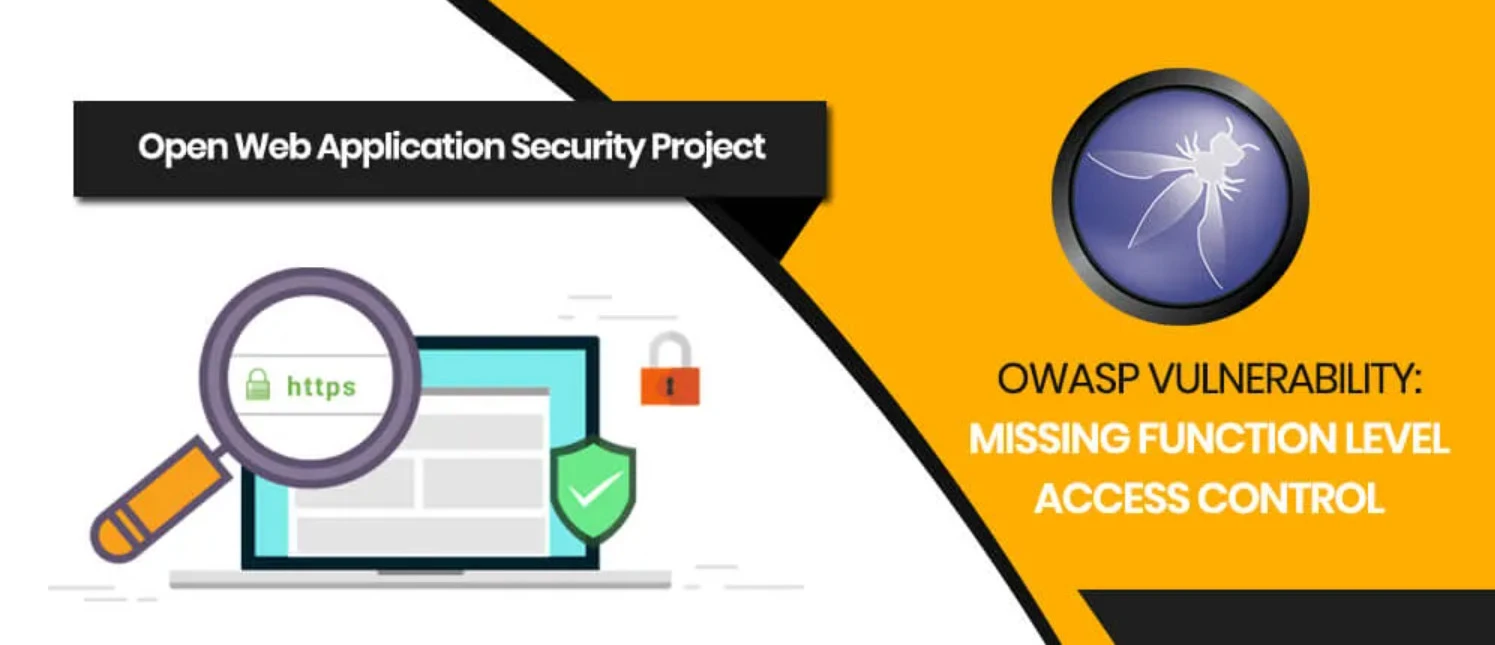 Open Web Application Security Project
https
OWASP VULNERABILITY:
MISSING FUNCTION LEVEL
ACCESS CONTROL